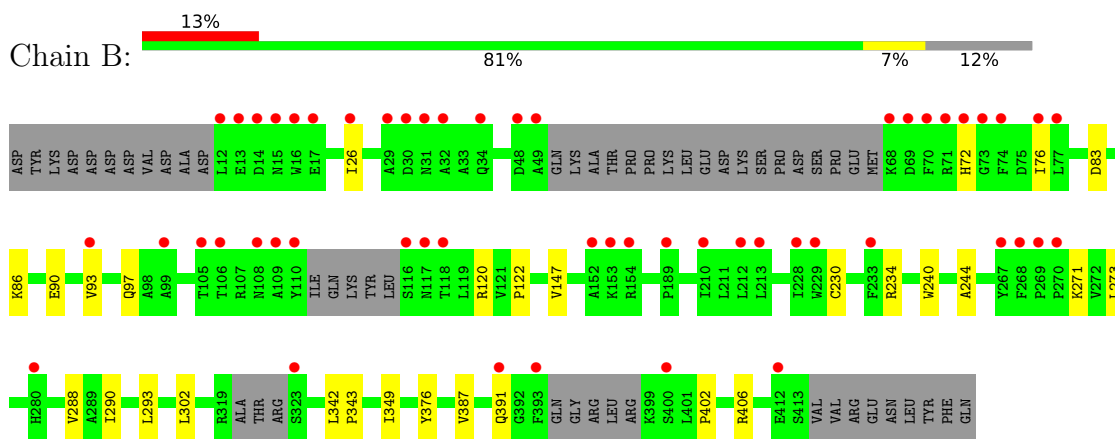 13%
Chain B:
81% 7% 12%
ASP TYR LYS ASP ASP ASP ASP VAL ASP ALA ASP L12 E13 D14 N15 W16 E17 I26 A29 D30 N31 A32 A33 Q34 D48 A49 GLN LYS ALA THR PRO PRO LYS LEU GLU ASP LYS SER PRO ASP SER PRO GLU MET K68 D69 F70 R71 H72 G73 F74 D75 I76 L77 D83
K86 E90 V93 Q97 A98 A99 T105 T106 R107 N108 A109 Y110 ILE GLN LYS TYR LEU S116 N117 T118 L119 R120 V121 P122 V147 A152 K153 R154 P189 I210 L211 L212 L213 I228 W229 C230 F233 R234 W240 A244 Y267 F268 P269 P270 K271 V272 L273
H280 V288 A289 I290 L293 L302 R319 ALA THR ARG S323 L342 P343 I349 Y376 V387 Q391 G392 F393 GLN GLY ARG LEU ARG K399 S400 L401 P402 R406 E412 S413 VAL VAL ARG GLU ASN LEU TYR PHE GLN